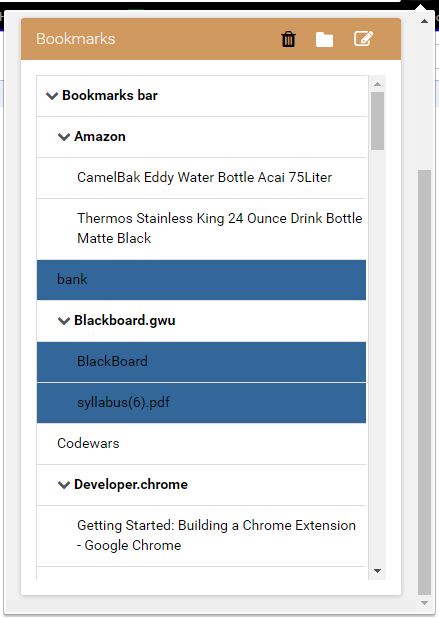 Bookmarks
Bookmarks bar
Amazon
CamelBak Eddy Water Bottle Acai 75Liter
Thermos Stainless King 24 Ounce Drink Bottle
Matte Black
bank
Blackboard.gwu
BlackBoard
syllabus(6).pdf
Codewars
Developer.chrome
Getting Started: Building a Chrome Extension
- Google Chrome